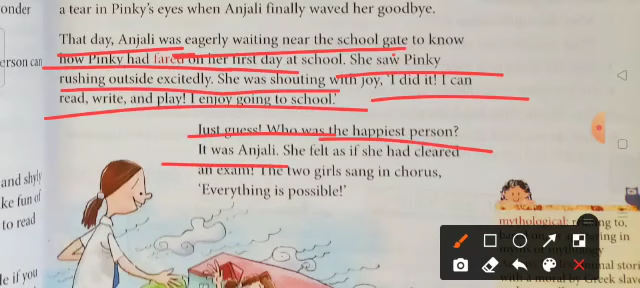 onder
a tear in Pinky's eyes when Anjali finally waved her goodbye.
That day, Anjali was eagerly waiting near the school gate to know
how Pinky had fared on her first day at school. She saw Pinky
erson can
rushing outside excitedly. She was shouting with joy, 'I did it! I can
read, write, and play! I enjoy going to school.'
Just guess! Who was the happiest person?
It was Anjali. She felt as if she had cleared
an exam! The two girls sang in chorus,
'Everything is possible!'
and shyly
ke fun of
to read
le if you
mythological:
to,
in
stori
Greek slave